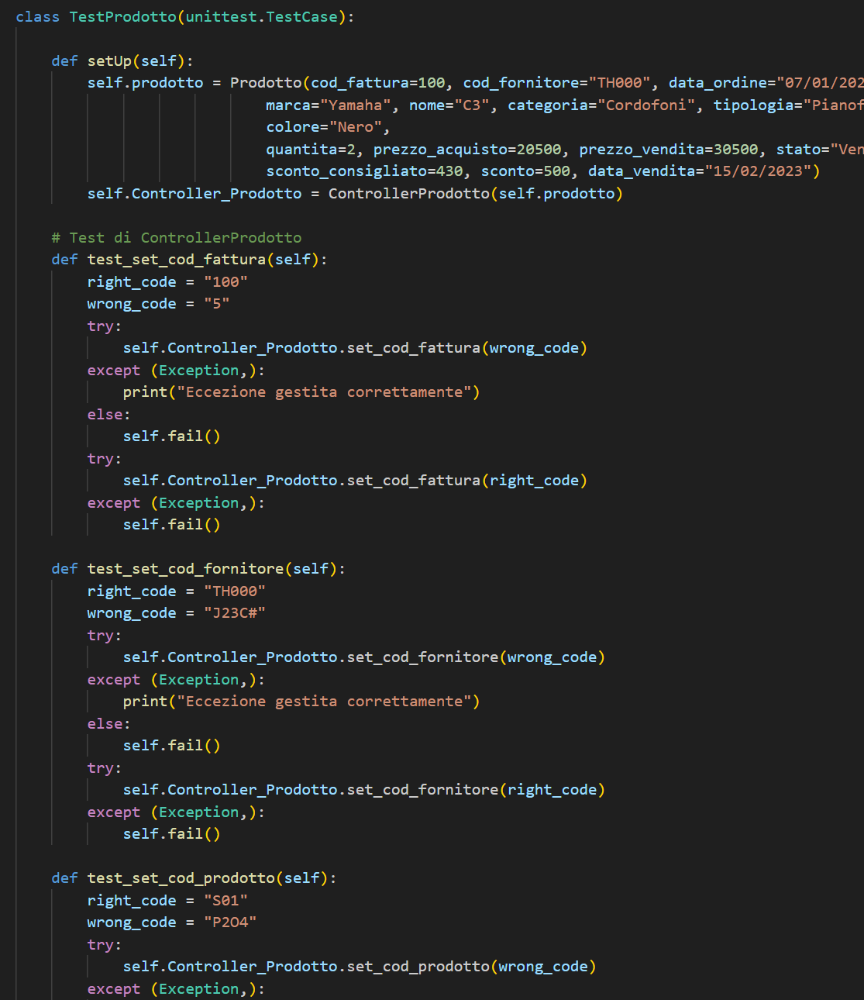 class TestProdotto(unittest.TestCase):
def setUp(self):
self.prodotto = Prodotto(cod_fattura=100, cod_fornitore="TH000", data_ordine="07/01/202
marca="Yamaha", nome="C3", categoria="Cordofoni", tipologia="Pianof
colore="Nero",
quantita=2, prezzo_acquisto=20500, prezzo_vendita=30500, stato="Ven
sconto_consigliato=430, sconto=500, data_vendita="15/02/2023")
self.Controller_Prodotto = ControllerProdotto(self.prodotto)
# Test di ControllerProdotto
def test_set_cod_fattura(self):
right_code = "100"
wrong_code = "5"
try:
self.Controller_Prodotto.set_cod_fattura(wrong_code)
except (Exception,):
print("Eccezione gestita correttamente")
else:
self.fail()
try:
self.Controller_Prodotto.set_cod_fattura(right_code)
except (Exception,):
self.fail()
def test_set_cod_fornitore(self):
right_code = "TH000"
wrong_code = "J23C#"
try:
self.Controller_Prodotto.set_cod_fornitore(wrong_code)
except (Exception,):
print("Eccezione gestita correttamente")
else:
self.fail()
try:
self.Controller_Prodotto.set_cod_fornitore(right_code)
except (Exception,):
self.fail()
def test_set_cod_prodotto(self):
right_code = "S01"
wrong_code = "P2O4"
try:
self.Controller_Prodotto.set_cod_prodotto(wrong_code)
except (Exception,):